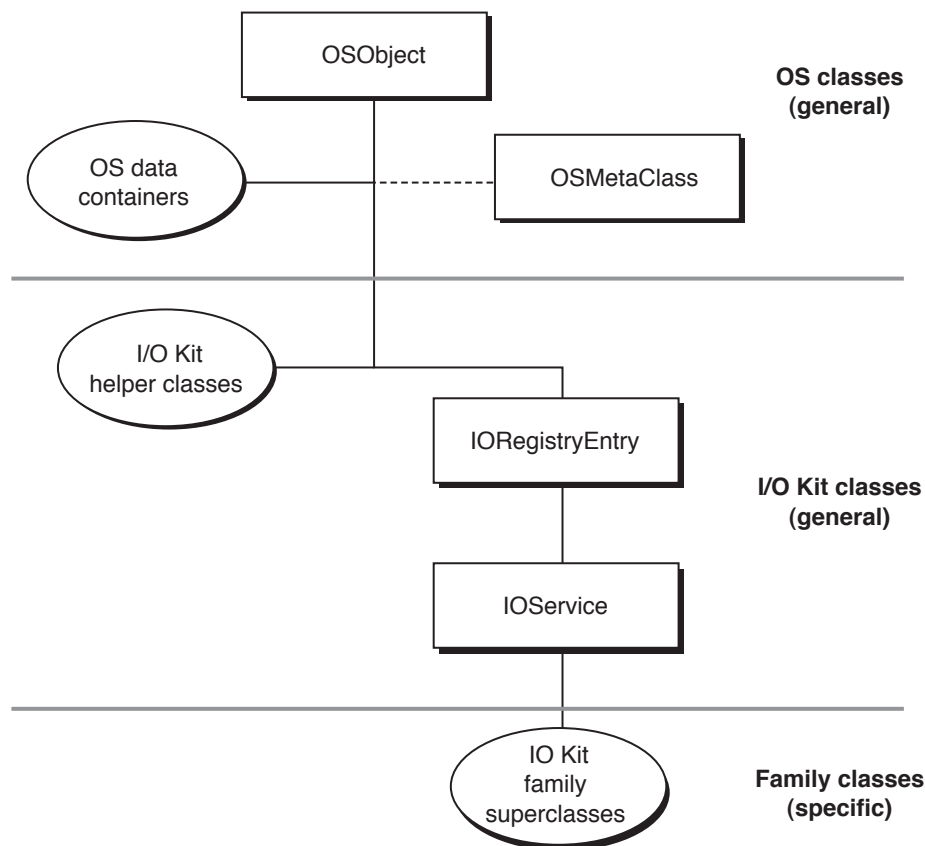 OSObject
OS classes
(general)
OS data
containers
OSMetaClass
I/O Kit
helper classes
IORegistryEntry
I/O Kit classes
(general)
IOService
IO Kit
family
superclasses
Family classes
(specific)